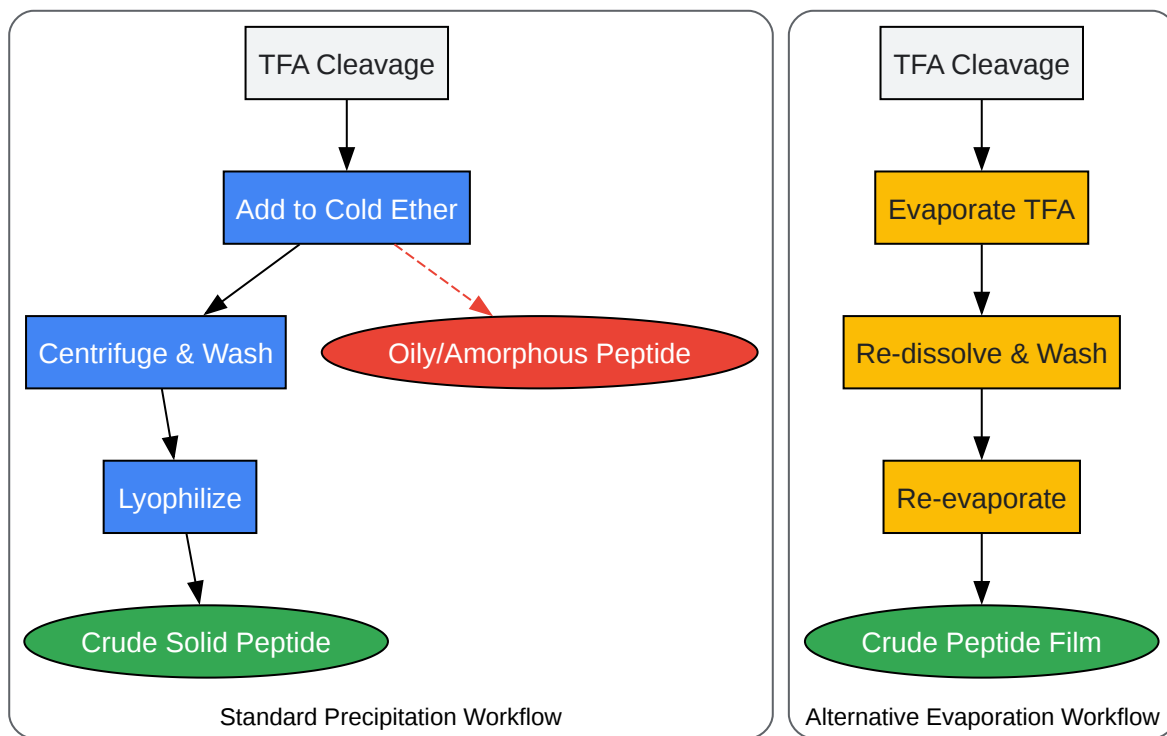 TFA Cleavage
Add to Cold Ether
Centrifuge & Wash
Oily/Amorphous Peptide
Lyophilize
Crude Solid Peptide
Standard Precipitation Workflow
TFA Cleavage
Evaporate TFA
Re-dissolve & Wash
Re-evaporate
Crude Peptide Film
Alternative Evaporation Workflow